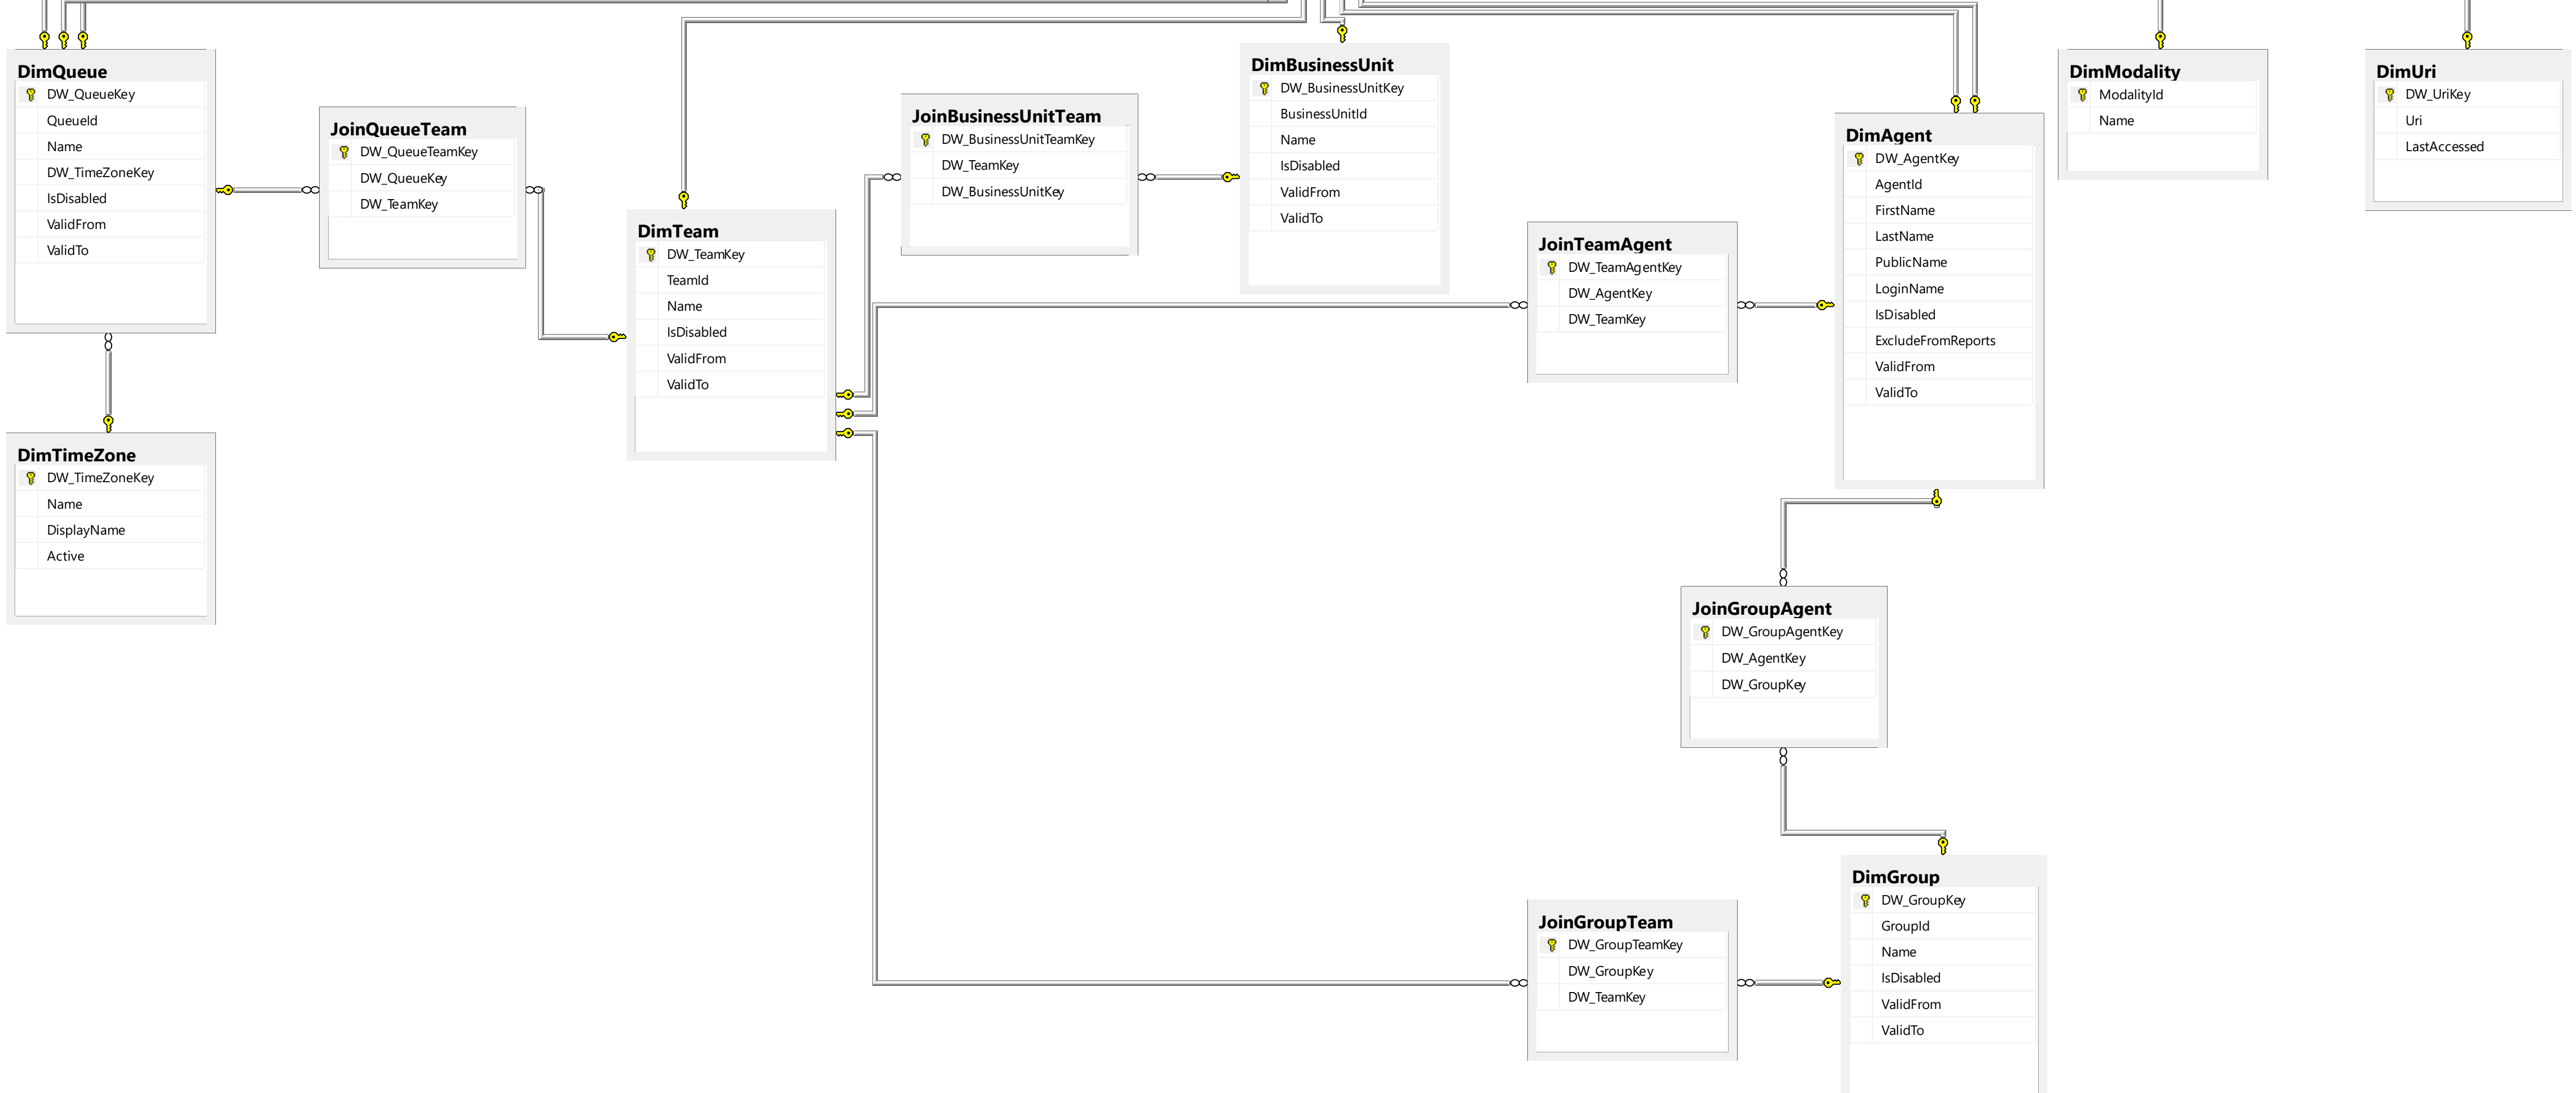 DimQueue
DW_QueueKey
QueueId
Name
DW_TimeZoneKey
IsDisabled
ValidFrom
ValidTo
JoinQueueTeam
DW_QueueTeamKey
DW_QueueKey
DW_TeamKey
DimTimeZone
DW_TimeZoneKey
Name
DisplayName
Active
DimTeam
DW_TeamKey
TeamId
Name
IsDisabled
ValidFrom
ValidTo
JoinBusinessUnitTeam
DW_BusinessUnitTeamKey
DW_TeamKey
DW_BusinessUnitKey
DimBusinessUnit
DW_BusinessUnitKey
BusinessUnitId
Name
IsDisabled
ValidFrom
ValidTo
JoinTeamAgent
DW_TeamAgentKey
DW_AgentKey
DW_TeamKey
DimAgent
DW_AgentKey
AgentId
FirstName
LastName
PublicName
LoginName
IsDisabled
ExcludeFromReports
ValidFrom
ValidTo
DimModality
ModalityId
Name
DimUri
DW_UriKey
Uri
LastAccessed
JoinGroupAgent
DW_GroupAgentKey
DW_AgentKey
DW_GroupKey
JoinGroupTeam
DW_GroupTeamKey
DW_GroupKey
DW_TeamKey
DimGroup
DW_GroupKey
GroupId
Name
IsDisabled
ValidFrom
ValidTo